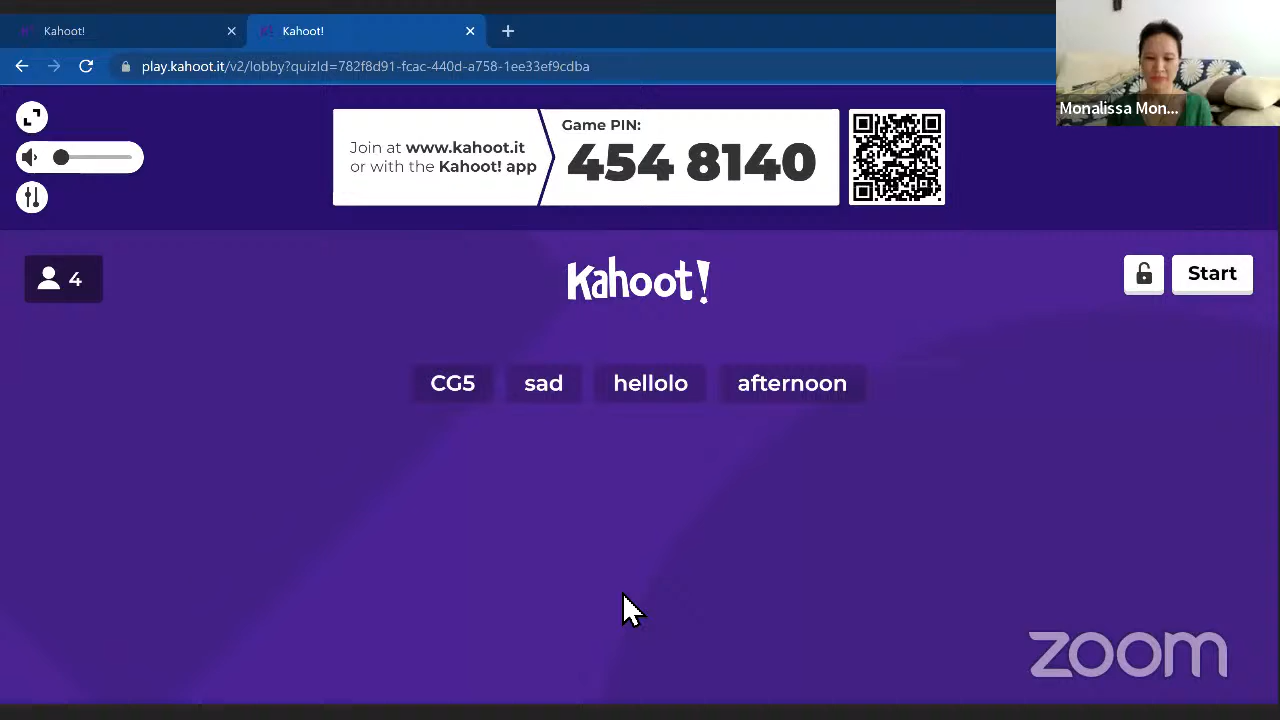 Kahoot!
Kahoot!
play.kahoot.it/v2/lobby?quizId=782f8d91-fcac-440d-a758-1ee33ef9cdba
Monalissa Mon...
Join at www.kahoot.it
or with the Kahoot! app
Game PIN:
454 8140
4
Kahoot!
Start
CG5 sad hellolo afternoon
zoom